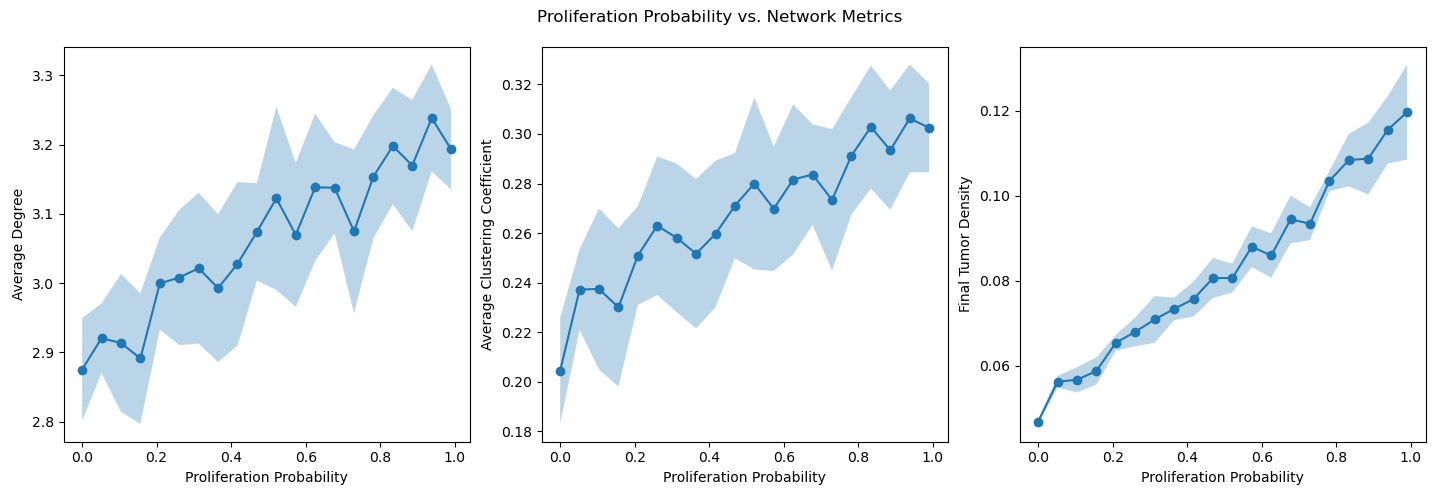 Proliferation Probability vs. Network Metrics
Average Degree
3.3
3.2
3.1
3.0
2.9
2.8
0.0 0.2 0.4 0.6 0.8 1.0
Proliferation Probability
Average Clustering Coefficient
0.32
0.30
0.28
0.26
0.24
0.22
0.20
0.18
0.0 0.2 0.4 0.6 0.8 1.0
Proliferation Probability
Final Tumor Density
0.12
0.10
0.08
0.06
0.0 0.2 0.4 0.6 0.8 1.0
Proliferation Probability